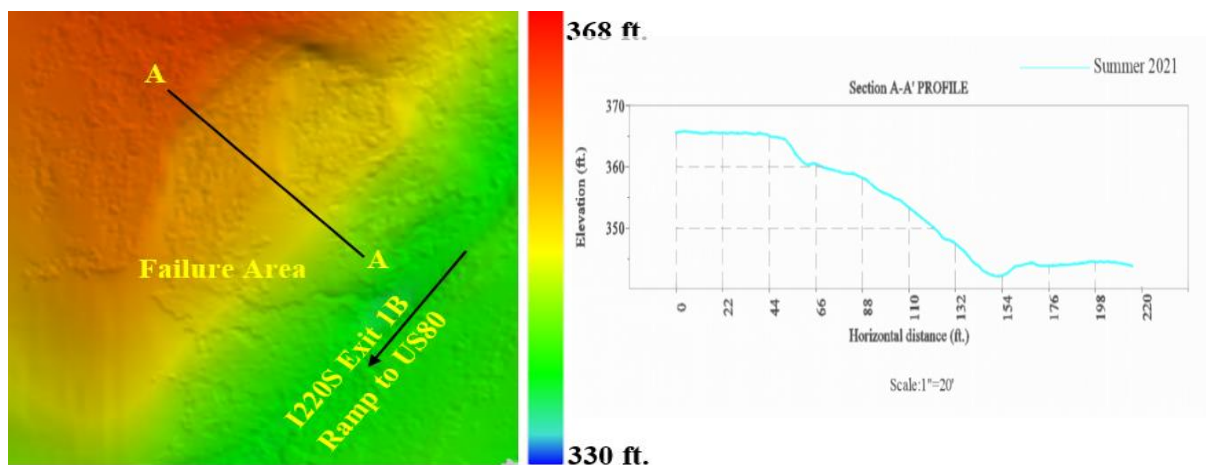 A
A
Failure Area
I220S Exit 1B
Ramp to US80
368 ft.
330 ft.
Summer 2021
Section A-A' PROFILE
370
360
350
Elevation (ft.)
0
22
44
66
88
110
132
154
176
198
220
Horizontal distance (ft.)
Scale:1"=20'